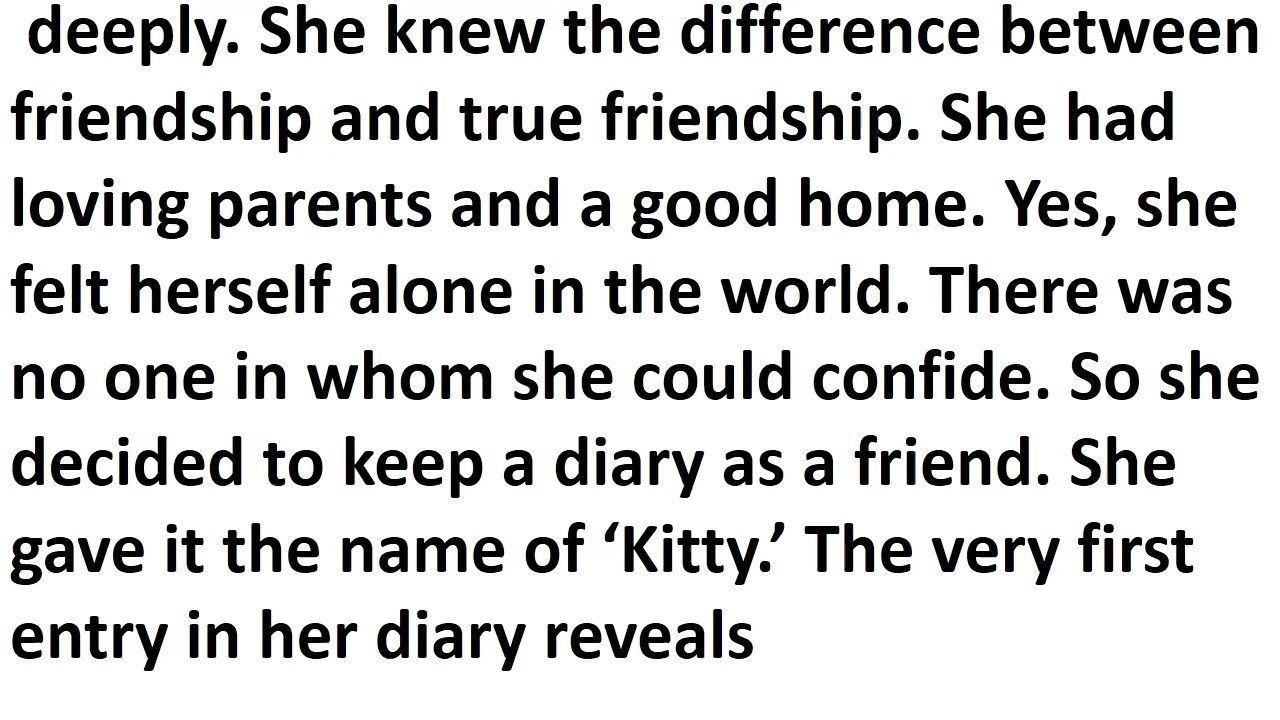 deeply. She knew the difference between
friendship and true friendship. She had
loving parents and a good home. Yes, she
felt herself alone in the world. There was
no one in whom she could confide. So she
decided to keep a diary as a friend. She
gave it the name of ‘Kitty.’ The very first
entry in her diary reveals